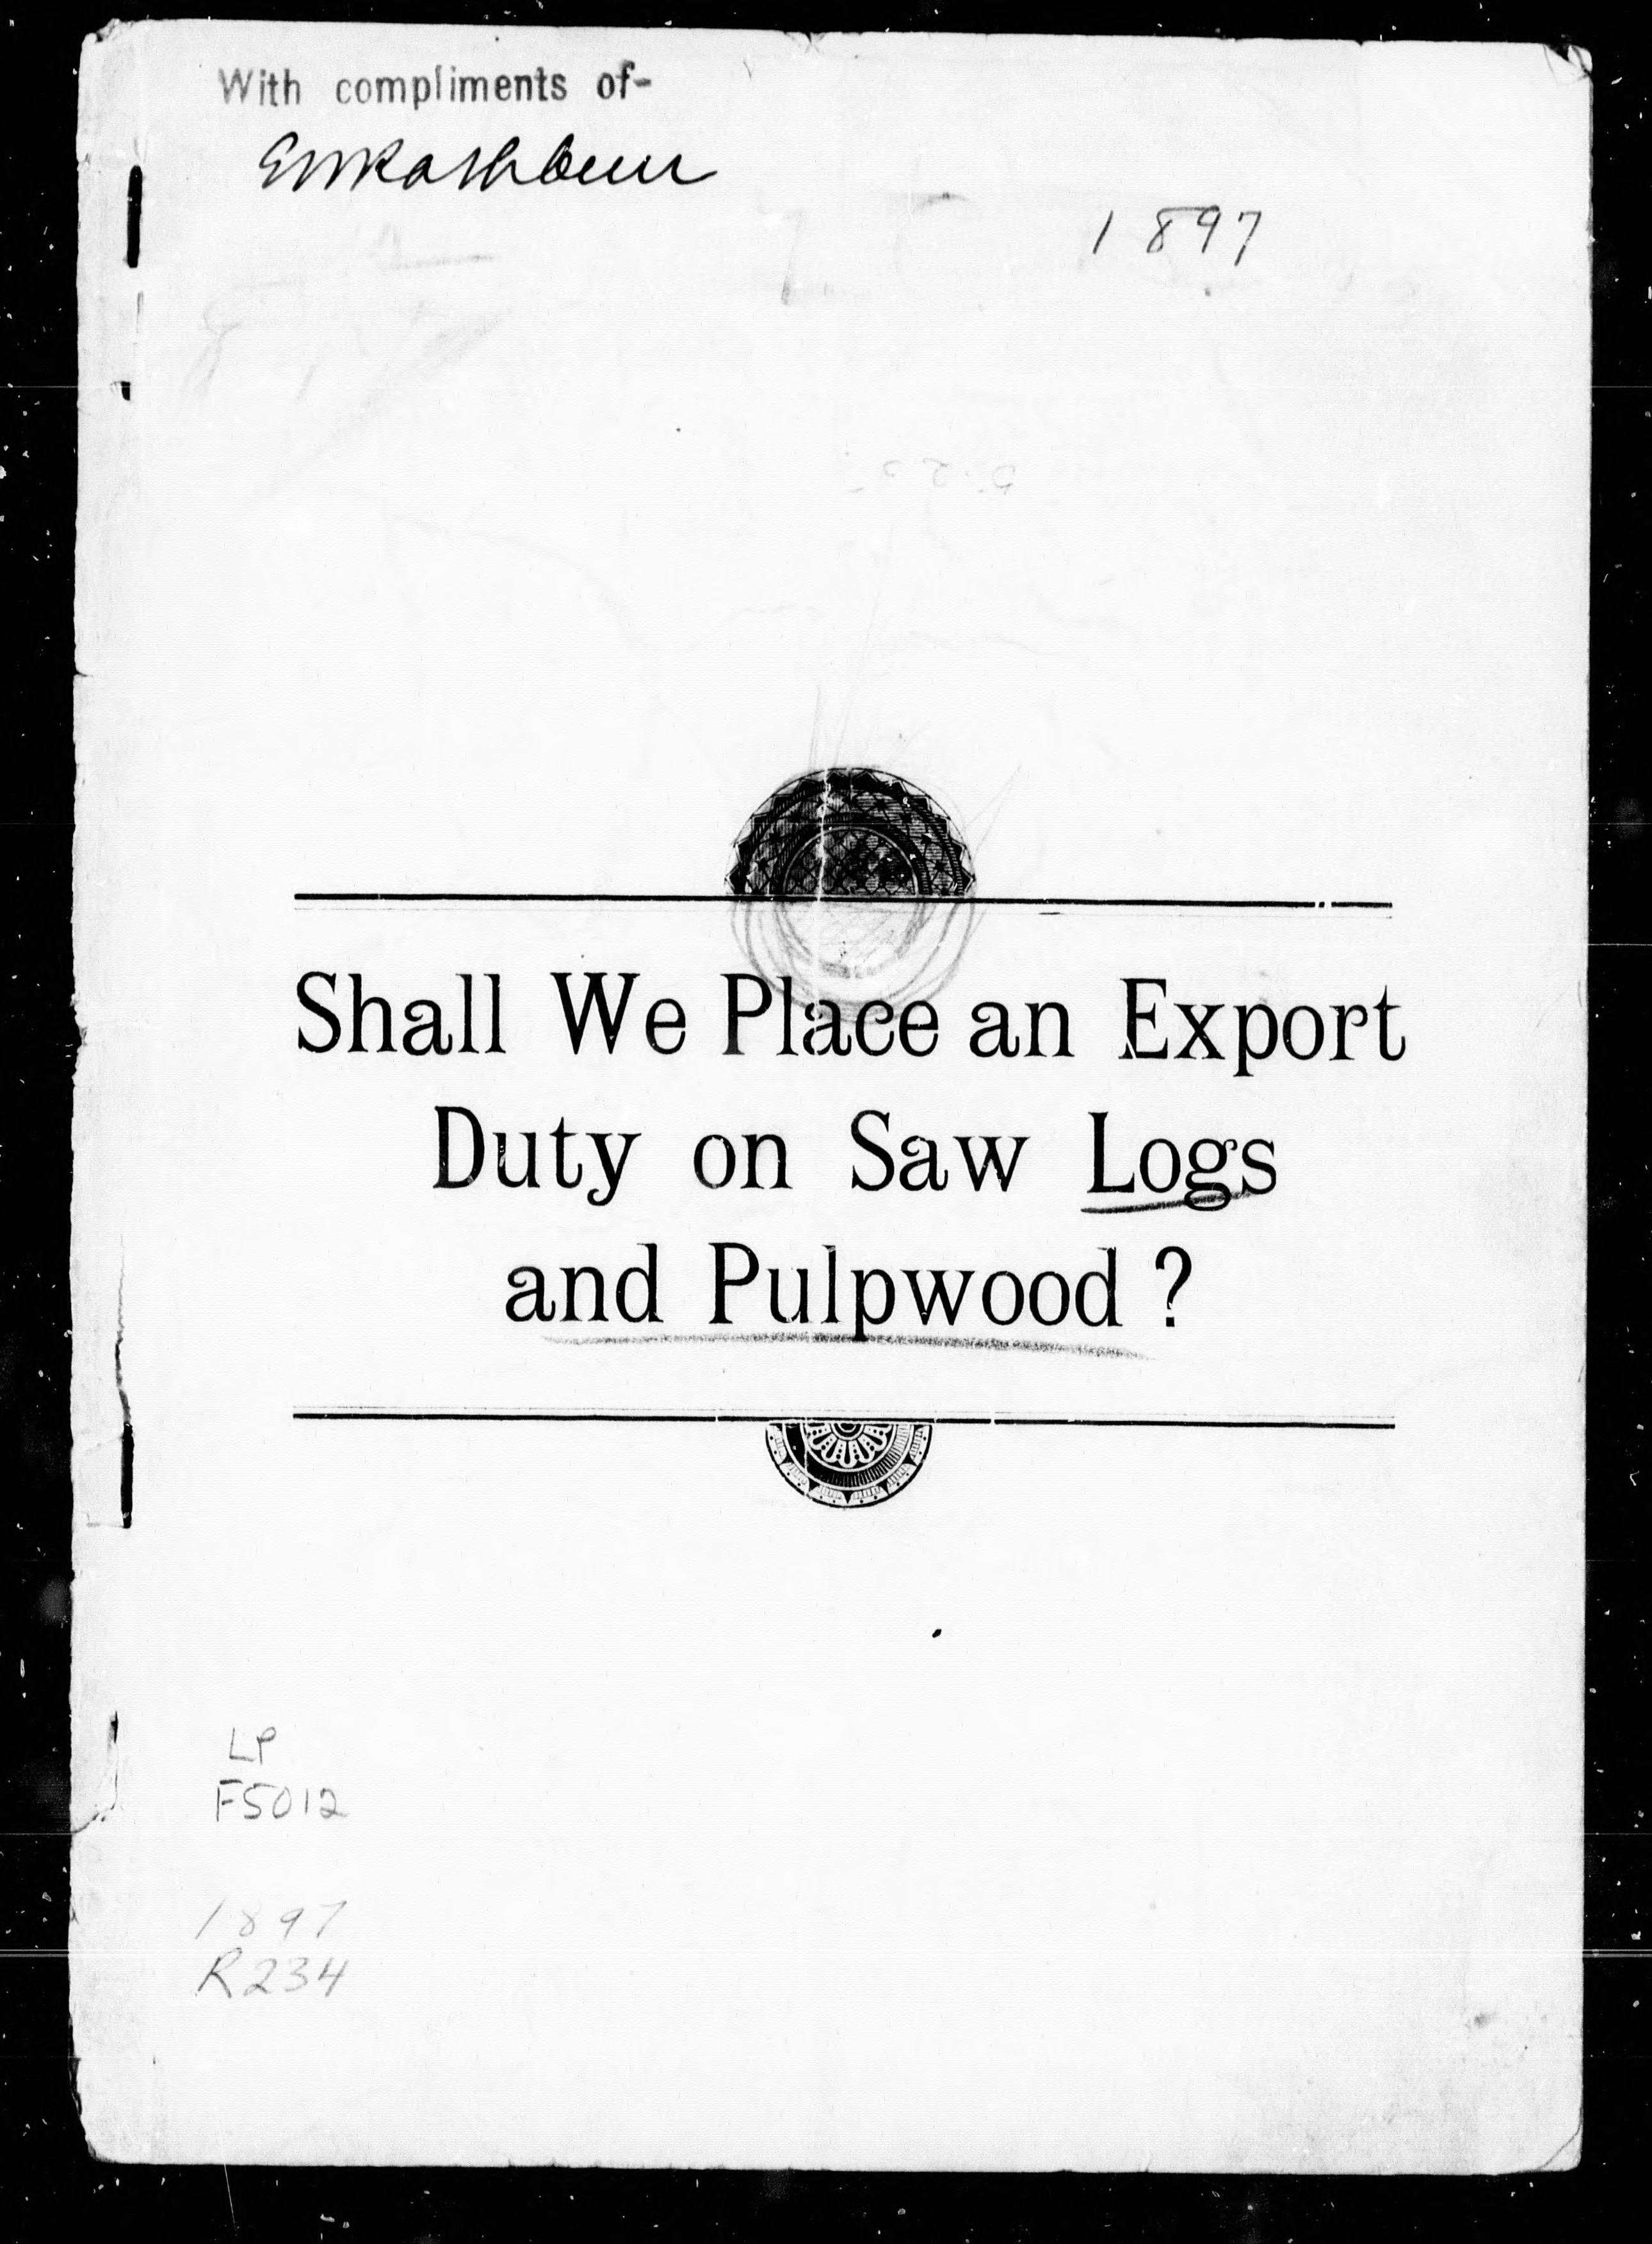 With compliments of-
EWRathbun
1897
Shall We Place an Export
Duty on Saw Logs
and Pulpwood ?
LP
F5012
1897
R234